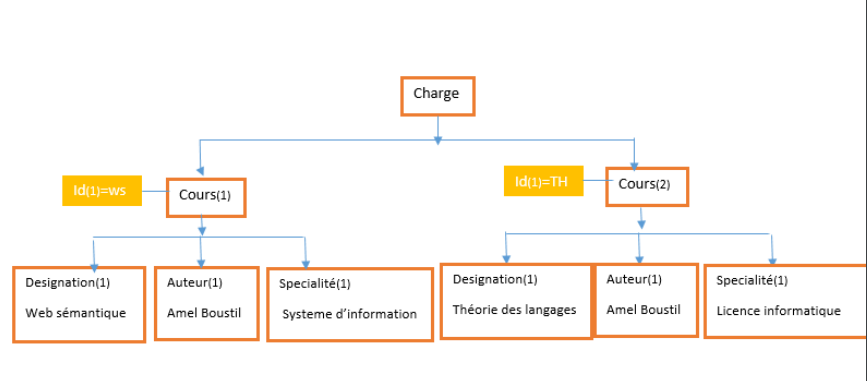 Charge
Id(1)=ws
Cours(1)
Id(1)=TH
Cours(2)
Designation(1)
Web sémantique
Auteur(1)
Amel Boustil
Specialité(1)
Systeme d’information
Designation(1)
Théorie des langages
Auteur(1)
Amel Boustil
Specialité(1)
Licence informatique